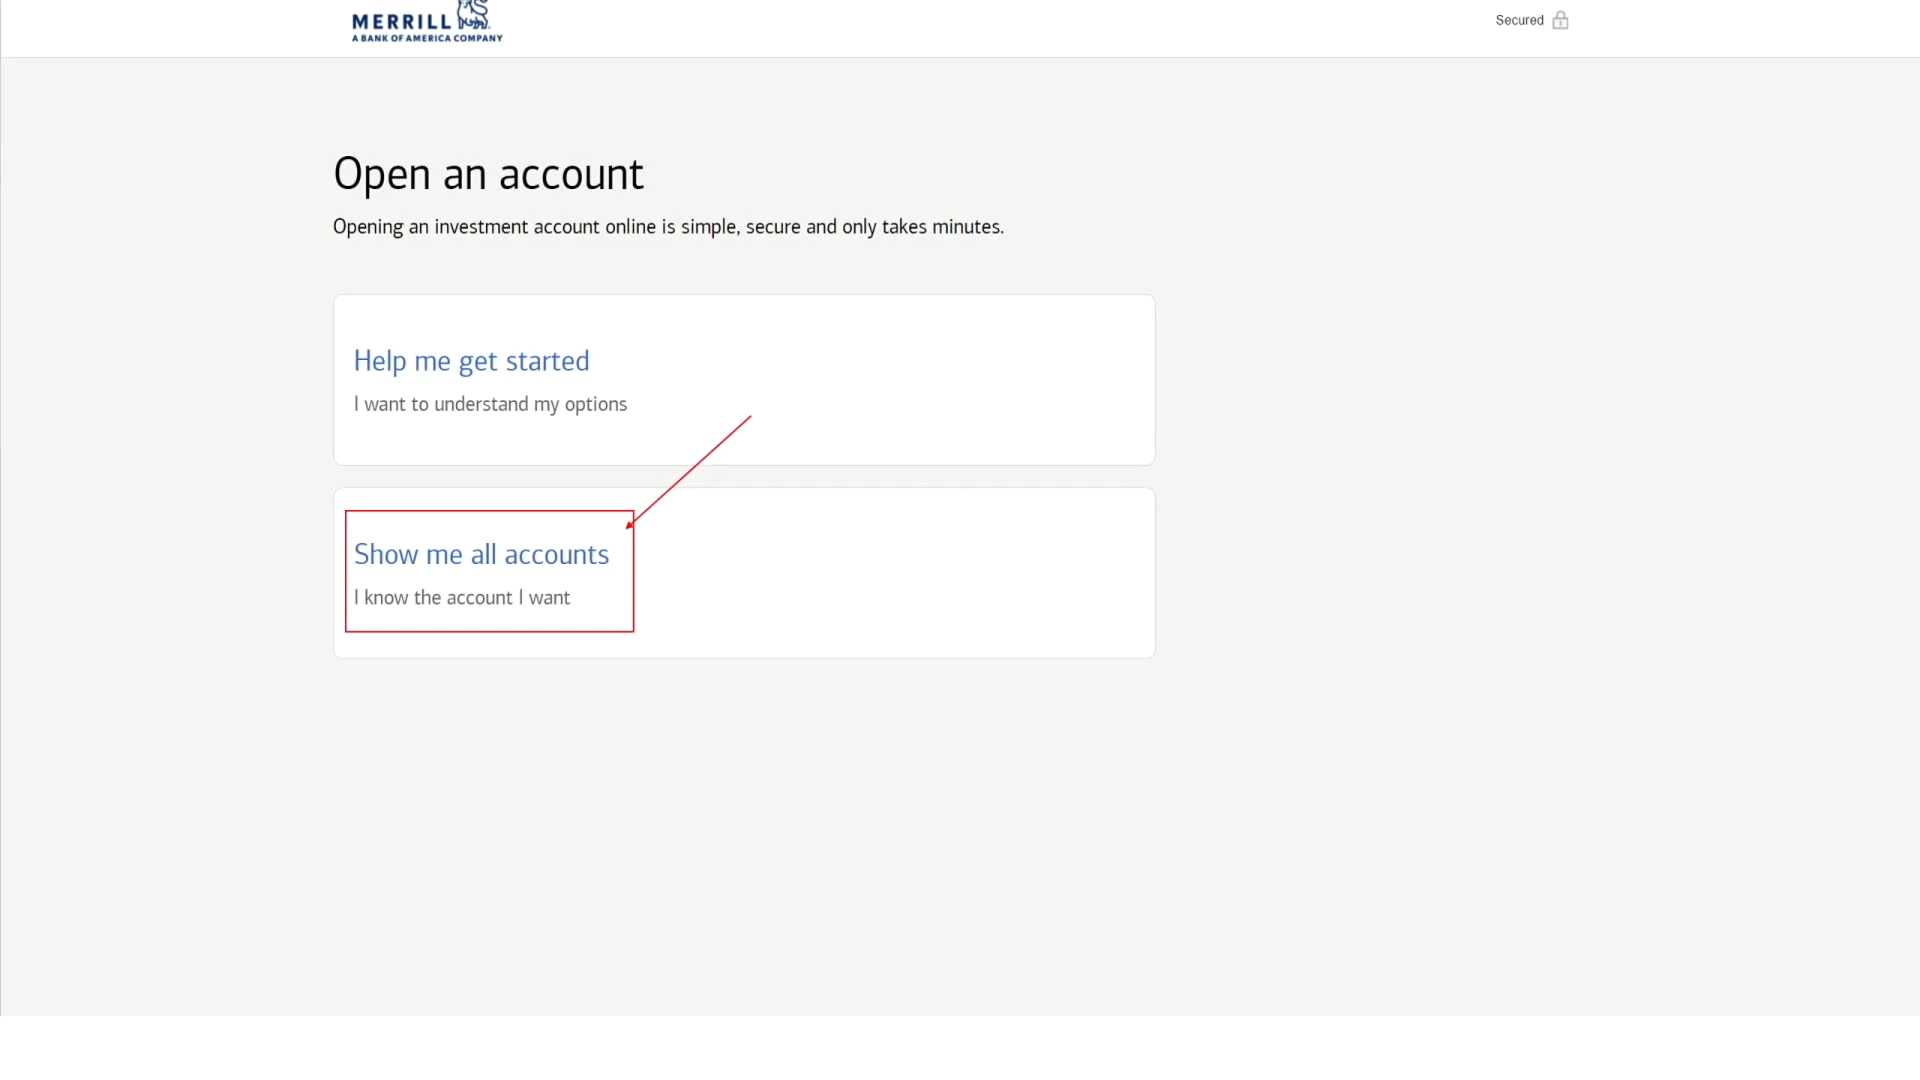 MERRILL
A BANK OF AMERICA COMPANY
Secured
Open an account
Opening an investment account online is simple, secure and only takes minutes.
Help me get started
I want to understand my options
Show me all accounts
I know the account I want